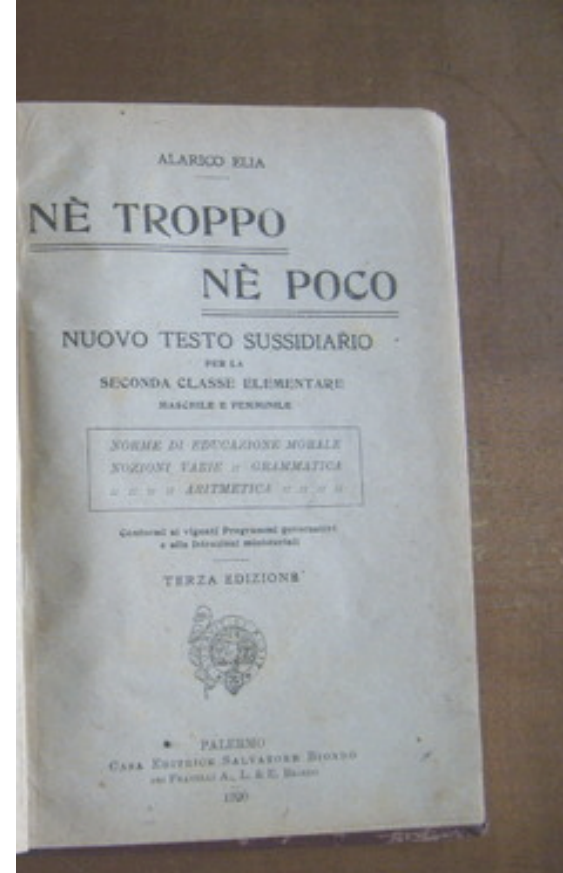 ALARICO ELIA
NÈ TROPPO
NÈ POCO
NUOVO TESTO SUSSIDIARIO
PER LA
SECONDA CLASSE ELEMENTARE
MASCHILE E FEMMINILE
NORME DI EDUCAZIONE MORALE
NOZIONI VARIE :: GRAMMATICA
:: :: :: :: ARITMETICA :: :: :: ::
Conformi ai vigenti Programmi governativi
e alle Istruzioni ministeriali
TERZA EDIZIONE
PALERMO
CASA EDITRICE SALVATORE BIONDO
DEI FRATELLI A., L. & E. BIONDO